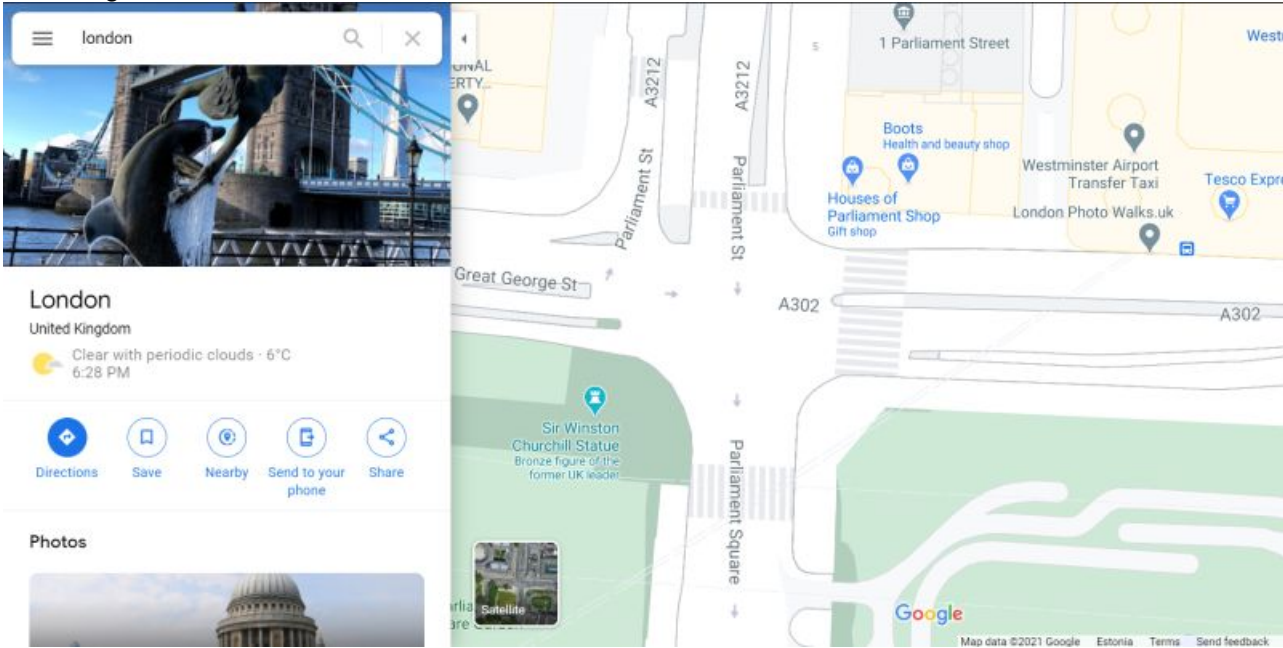 london
London
United Kingdom
Clear with periodic clouds · 6°C
6:28 PM
Directions
Save
Nearby
Send to your
phone
Share
Photos
A3212
A3212
1 Parliament Street
Boots
Health and beauty shop
Houses of
Parliament Shop
Gift shop
Westminster Airport
Transfer Taxi
London Photo Walks.uk
Tesco Expre
Parliament St
Parliament St
Great George St
A302
A302
Sir Winston
Churchill Statue
Bronze figure of the
former UK leader
Parliament Square
Satellite
Google
Map data ©2021 Google Estonia Terms Send feedback